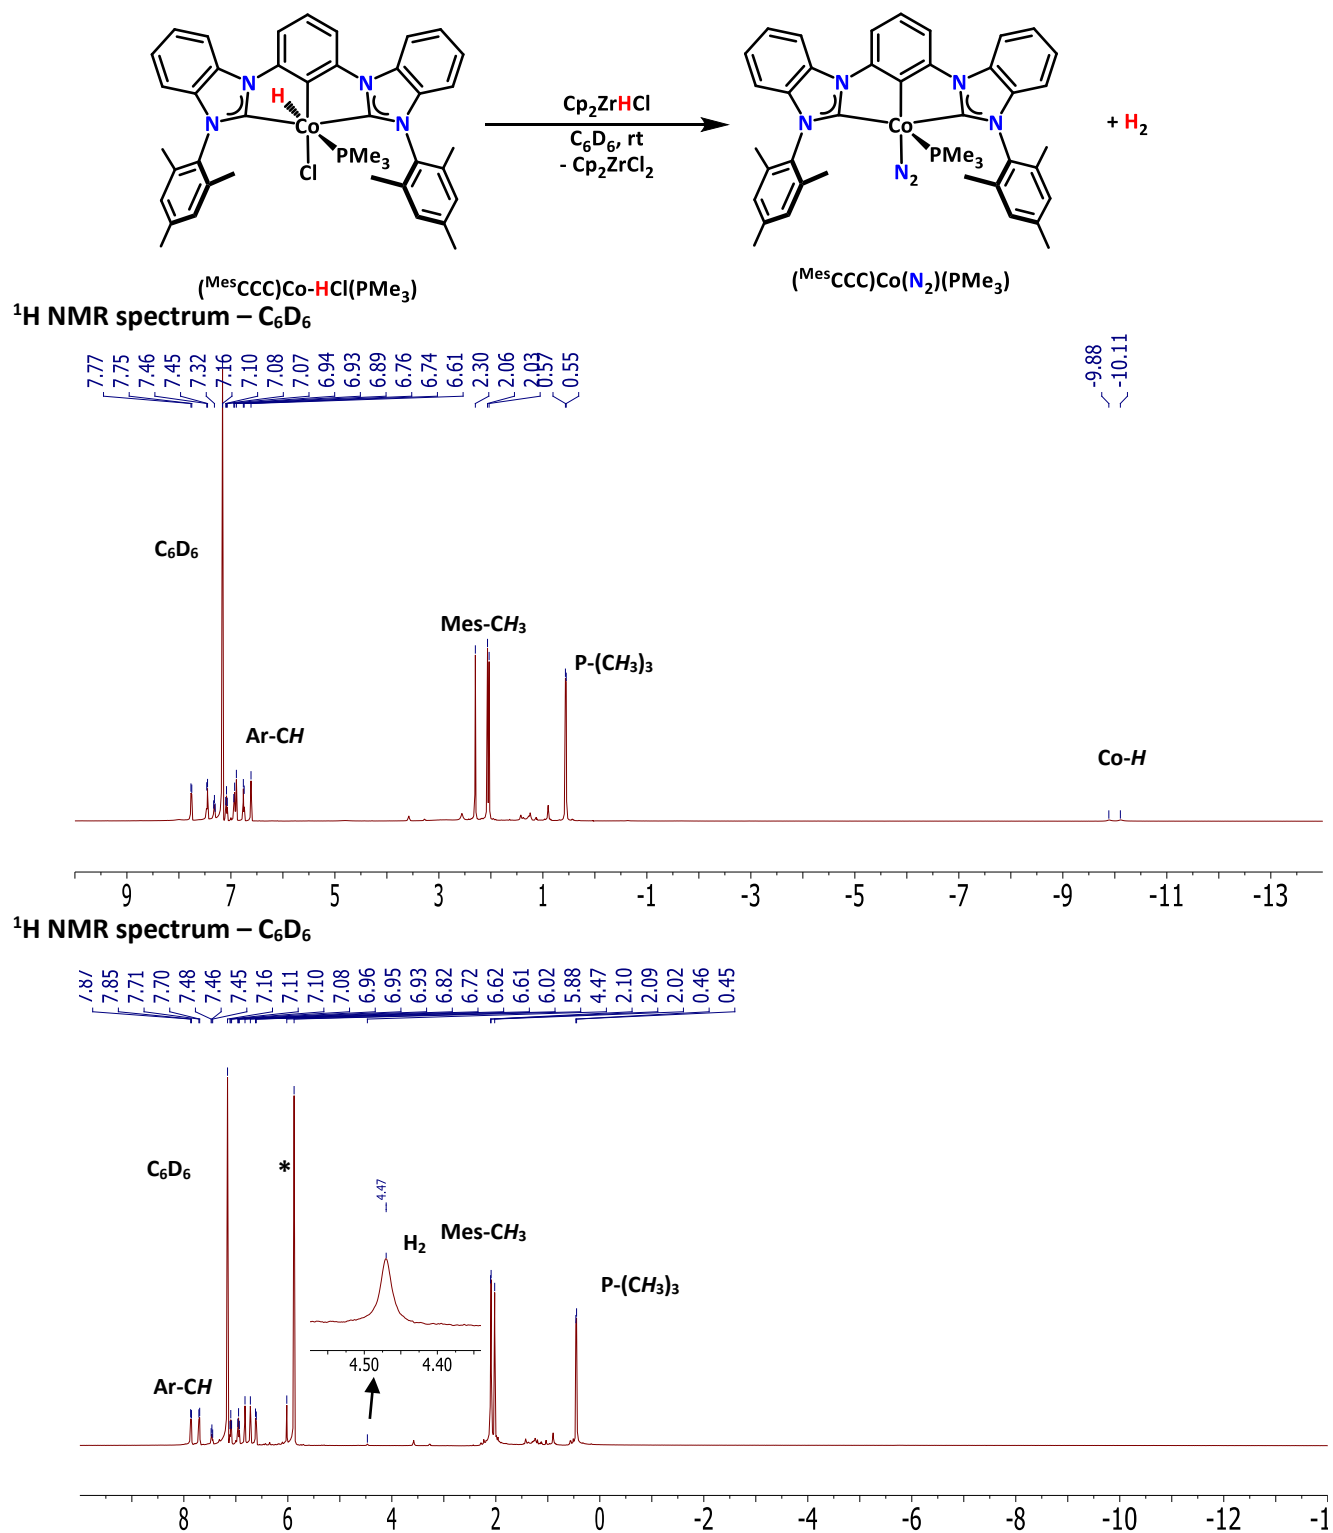 N N N N
H
Co
PMe₃
Cl
Cp₂ZrHCl
C₆D₆, rt
- Cp₂ZrCl₂
N N N N
Co
PMe₃
N₂
+ H₂
(ᴹᵉˢCCC)Co-HCl(PMe₃)
(ᴹᵉˢCCC)Co(N₂)(PMe₃)
¹H NMR spectrum – C₆D₆
7.77 7.75 7.46 7.45 7.32 7.16 7.10 7.08 7.07 6.94 6.93 6.89 6.76 6.74 6.61 2.30 2.06 2.03 0.57 0.55 -9.88 -10.11
C₆D₆
Mes-CH₃
P-(CH₃)₃
Ar-CH
Co-H
9 7 5 3 1 -1 -3 -5 -7 -9 -11 -13
¹H NMR spectrum – C₆D₆
7.87 7.85 7.71 7.70 7.48 7.46 7.45 7.16 7.11 7.10 7.08 6.96 6.95 6.93 6.82 6.72 6.62 6.61 6.02 5.88 4.47 2.10 2.09 2.02 0.46 0.45
C₆D₆
*
4.47
H₂
Mes-CH₃
P-(CH₃)₃
4.50 4.40
Ar-CH
8 6 4 2 0 -2 -4 -6 -8 -10 -12 -1